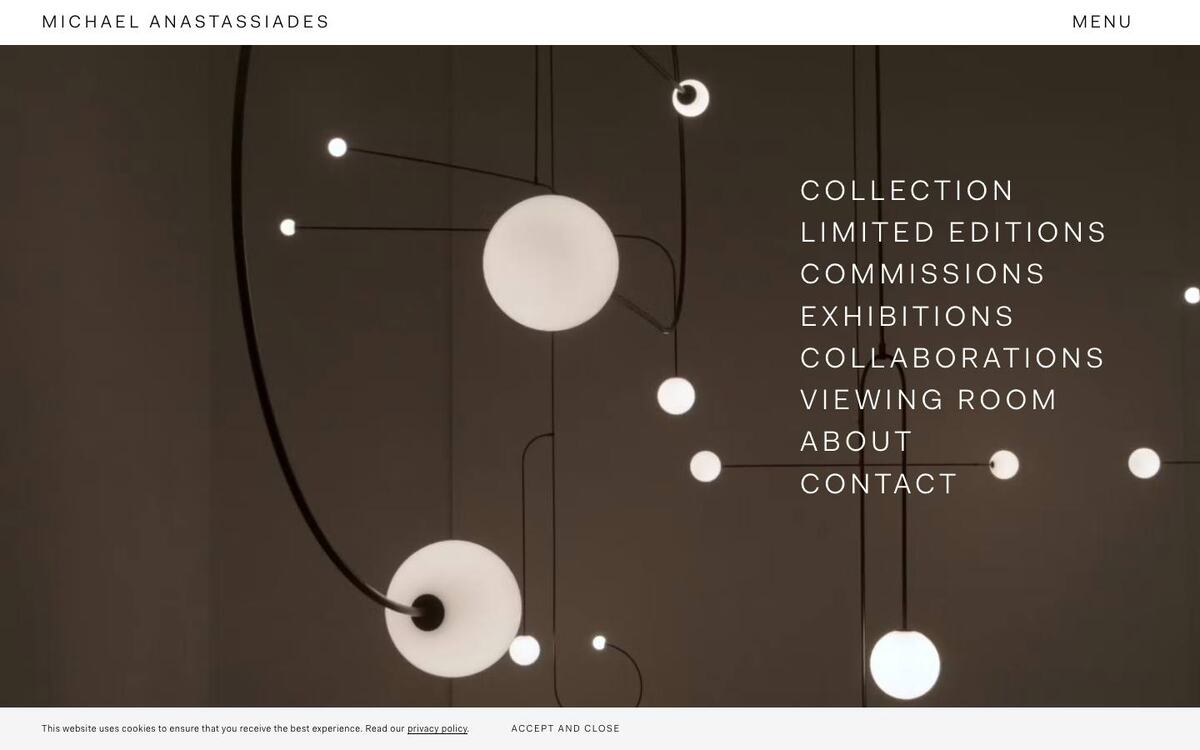 MICHAEL ANASTASSIADES
MENU
COLLECTION
LIMITED EDITIONS
COMMISSIONS
EXHIBITIONS
COLLABORATIONS
VIEWING ROOM
ABOUT
CONTACT
This website uses cookies to ensure that you receive the best experience. Read our privacy policy.
ACCEPT AND CLOSE